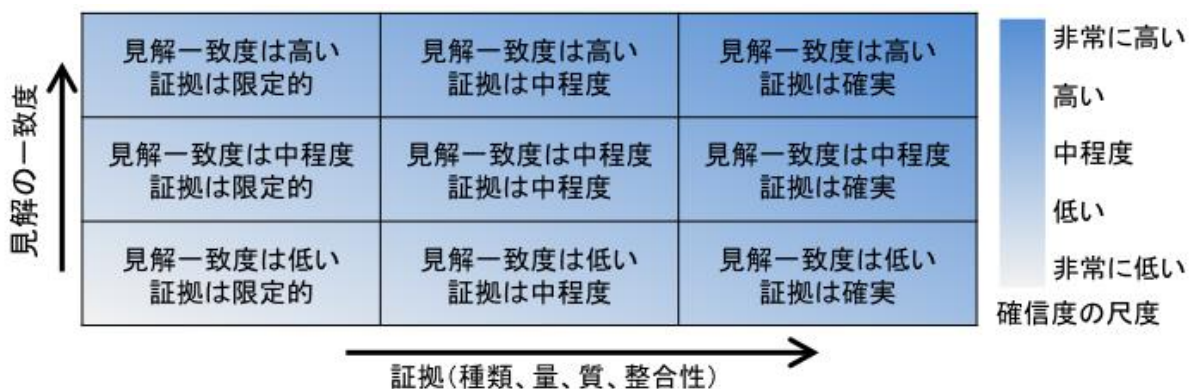 見解の一致度
見解一致度は高い
証拠は限定的
見解一致度は高い
証拠は中程度
見解一致度は高い
証拠は確実
見解一致度は中程度
証拠は限定的
見解一致度は中程度
証拠は中程度
見解一致度は中程度
証拠は確実
見解一致度は低い
証拠は限定的
見解一致度は低い
証拠は中程度
見解一致度は低い
証拠は確実
証拠(種類、量、質、整合性)
非常に高い
高い
中程度
低い
非常に低い
確信度の尺度